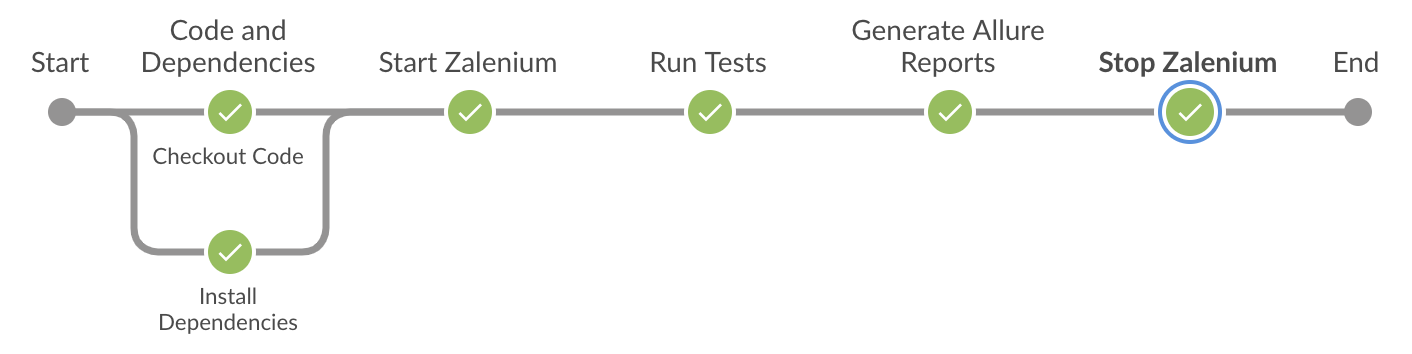 Start
Code and
Dependencies
Start Zalenium
Run Tests
Generate Allure
Reports
Stop Zalenium
End
Checkout Code
Install
Dependencies